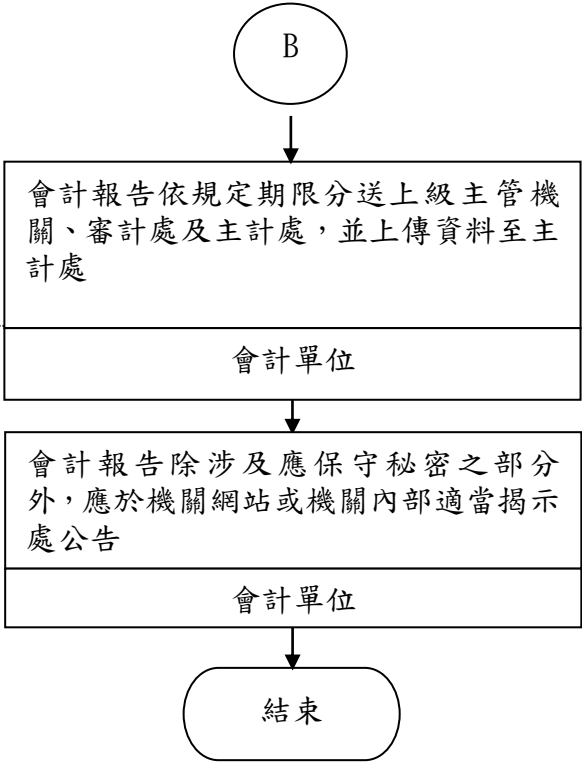 B
會計報告依規定期限分送上級主管機
關、審計處及主計處，並上傳資料至主
計處
會計單位
會計報告除涉及應保守秘密之部分
外，應於機關網站或機關內部適當揭示
處公告
會計單位
結束